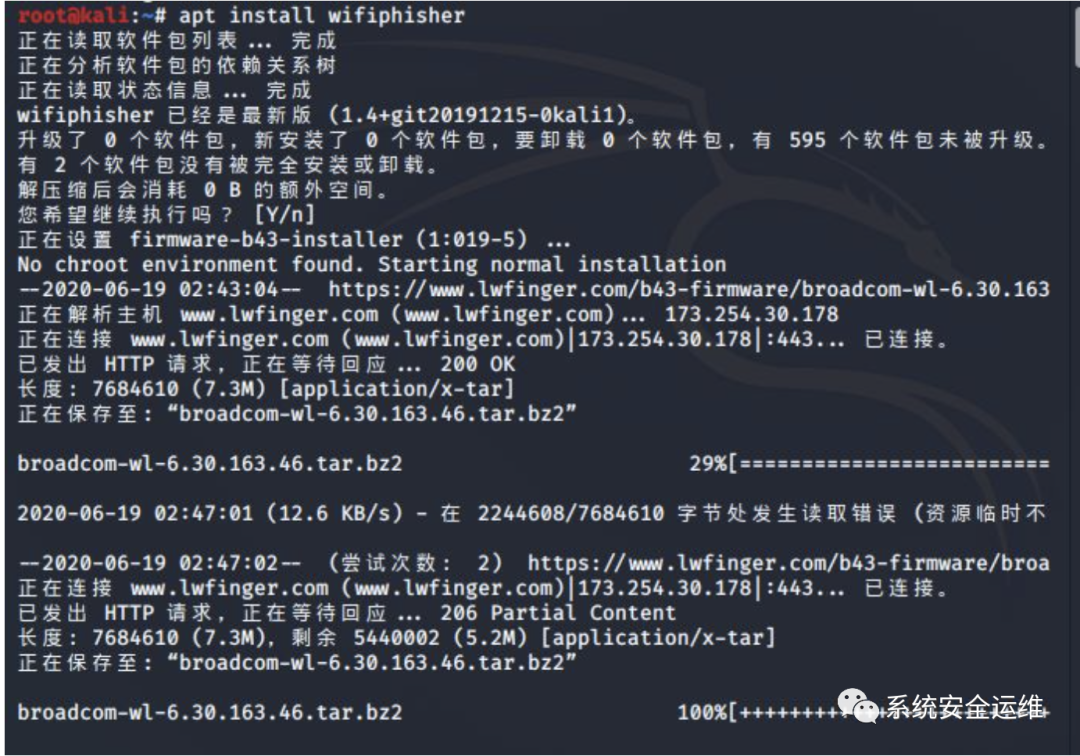 root@kali:~# apt install wifiphisher
正在读取软件包列表... 完成
正在分析软件包的依赖关系树
正在读取状态信息... 完成
wifiphisher 已经是最新版 (1.4+git20191215-0kali1)。
升级了 0 个软件包，新安装了 0 个软件包，要卸载 0 个软件包，有 595 个软件包未被升级。
有 2 个软件包没有被完全安装或卸载。
解压缩后会消耗 0 B 的额外空间。
您希望继续执行吗？ [Y/n]
正在设置 firmware-b43-installer (1:019-5) ...
No chroot environment found. Starting normal installation
--2020-06-19 02:43:04--  https://www.lwfinger.com/b43-firmware/broadcom-wl-6.30.163
正在解析主机 www.lwfinger.com (www.lwfinger.com)... 173.254.30.178
正在连接 www.lwfinger.com (www.lwfinger.com)|173.254.30.178|:443... 已连接。
已发出 HTTP 请求，正在等待回应... 200 OK
长度：7684610 (7.3M) [application/x-tar]
正在保存至: “broadcom-wl-6.30.163.46.tar.bz2”
broadcom-wl-6.30.163.46.tar.bz2 29%[=========================
2020-06-19 02:47:01 (12.6 KB/s) - 在 2244608/7684610 字节处发生读取错误 (资源临时不
--2020-06-19 02:47:02--  (尝试次数： 2)  https://www.lwfinger.com/b43-firmware/broa
正在连接 www.lwfinger.com (www.lwfinger.com)|173.254.30.178|:443... 已连接。
已发出 HTTP 请求，正在等待回应... 206 Partial Content
长度：7684610 (7.3M)，剩余 5440002 (5.2M) [application/x-tar]
正在保存至: “broadcom-wl-6.30.163.46.tar.bz2”
broadcom-wl-6.30.163.46.tar.bz2 100%[++++++++
系统安全运维